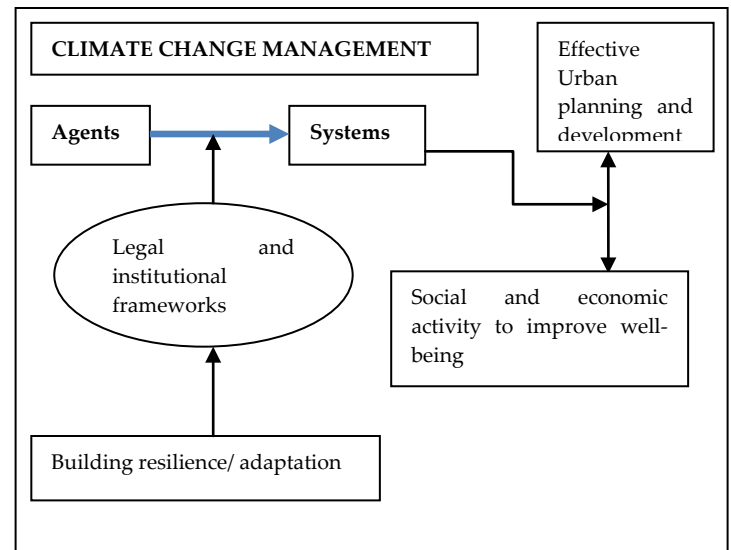 CLIMATE CHANGE MANAGEMENT
Effective
Urban
planning and
development
Agents
Systems
Legal and
institutional
frameworks
Social and economic
activity to improve well-
being
Building resilience/ adaptation